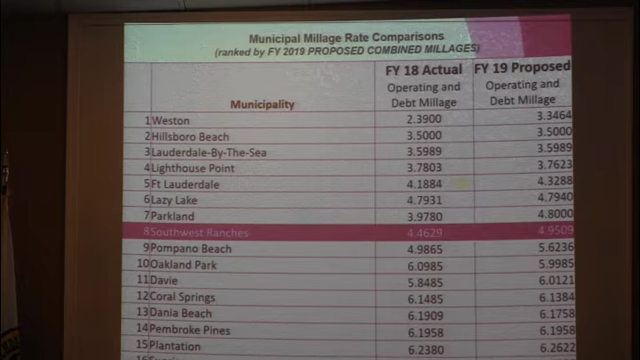 Municipal Millage Rate Comparisons
(ranked by FY 2019 PROPOSED COMBINED MILLAGES)
FY 18 Actual FY 19 Proposed
Operating and Operating and
Municipality Debt Millage Debt Millage
1 Weston 2.3900 3.3464
2 Hillsboro Beach 3.5000 3.5000
3 Lauderdale-By-The-Sea 3.5989 3.5989
4 Lighthouse Point 3.7803 3.7623
5 Ft Lauderdale 4.1884 4.3288
6 Lazy Lake 4.7931 4.7940
7 Parkland 3.9780 4.8000
8 Southwest Ranches 4.4629 4.9509
9 Pompano Beach 4.9865 5.6236
10 Oakland Park 6.0985 5.9985
11 Davie 5.8485 6.0121
12 Coral Springs 6.1485 6.1384
13 Dania Beach 6.1909 6.1758
14 Pembroke Pines 6.1958 6.1958
15 Plantation 6.2380 6.2622